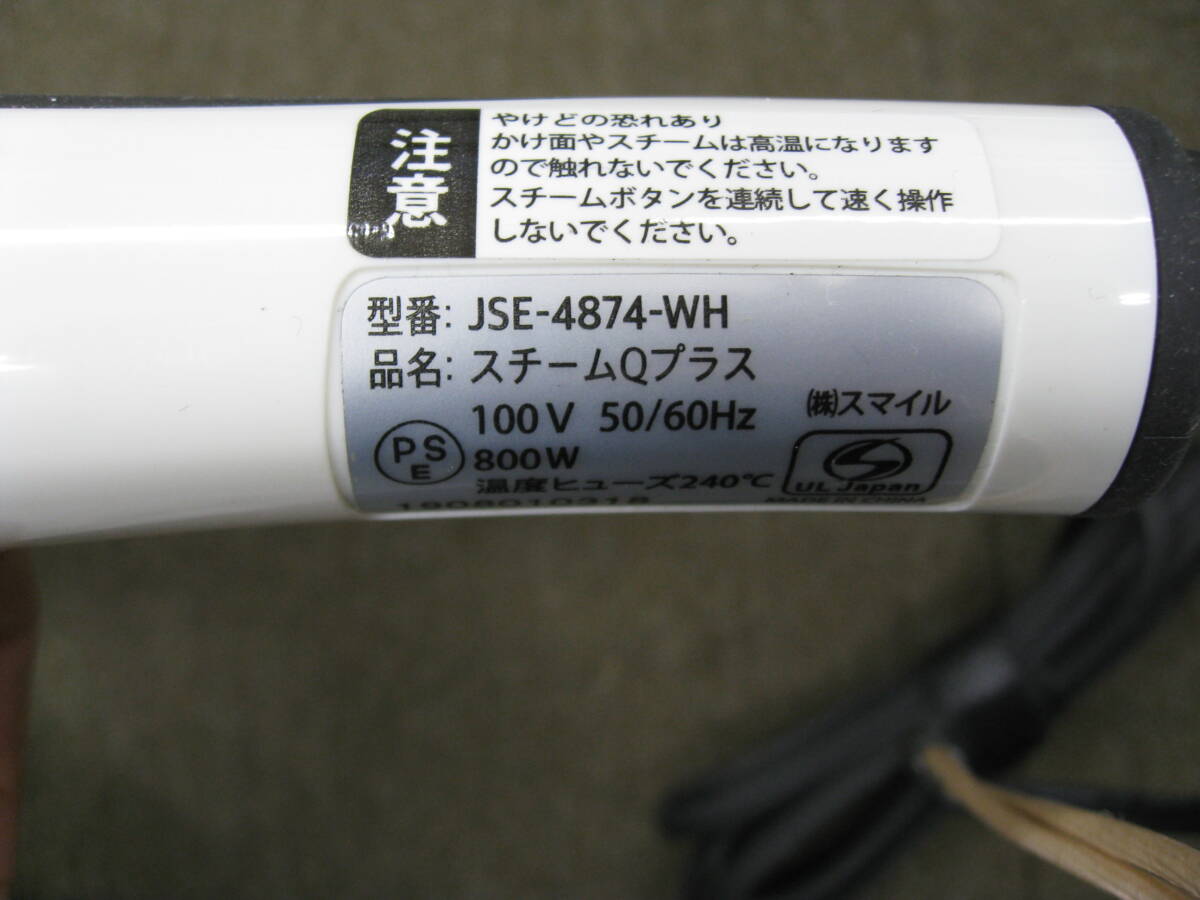 注意
やけどの恐れあり
かけ面やスチームは高温になります
ので触れないでください。
スチームボタンを連続して速く操作
しないでください。
型番: JSE-4874-WH
品名: スチームQプラス
100V 50/60Hz
㈱スマイル
PS
E
800W
温度ヒューズ240℃
UL Japan
MADE IN CHINA
1908010318